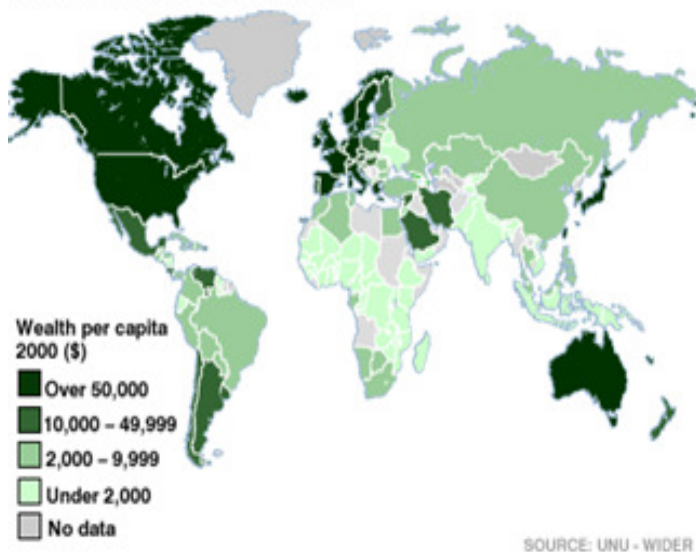 Wealth per capita
2000 ($)
Over 50,000
10,000 – 49,999
2,000 – 9,999
Under 2,000
No data
SOURCE: UNU - WIDER